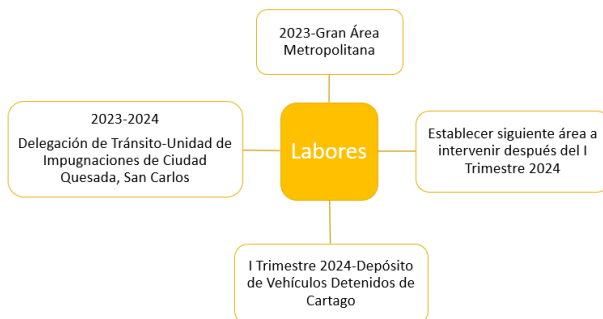 2023-Gran Área
Metropolitana
2023-2024
Delegación de Tránsito-Unidad de
Impugnaciones de Ciudad
Quesada, San Carlos
Labores
Establecer siguiente área a
intervenir después del I
Trimestre 2024
I Trimestre 2024-Depósito
de Vehículos Detenidos de
Cartago